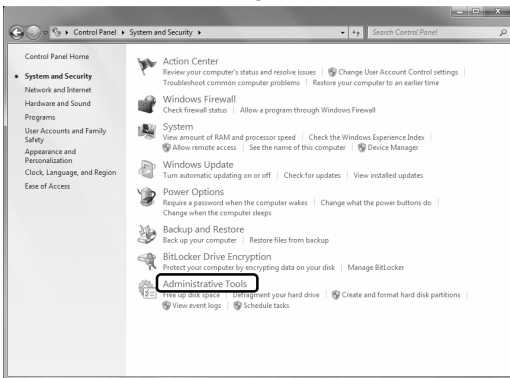 Control Panel System and Security
Search Control Panel
Control Panel Home
System and Security
Network and Internet
Hardware and Sound
Programs
User Accounts and Family
Safety
Appearance and
Personalization
Clock, Language, and Region
Ease of Access
Action Center
Review your computer's status and resolve issues Change User Account Control settings
Troubleshoot common computer problems Restore your computer to an earlier time
Windows Firewall
Check firewall status Allow a program through Windows Firewall
System
View amount of RAM and processor speed Check the Windows Experience Index
Allow remote access See the name of this computer Device Manager
Windows Update
Turn automatic updating on or off Check for updates View installed updates
Power Options
Require a password when the computer wakes Change what the power buttons do
Change when the computer sleeps
Backup and Restore
Back up your computer Restore files from backup
BitLocker Drive Encryption
Protect your computer by encrypting data on your disk Manage BitLocker
Administrative Tools
Free up disk space Defragment your hard drive Create and format hard disk partitions
View event logs Schedule tasks